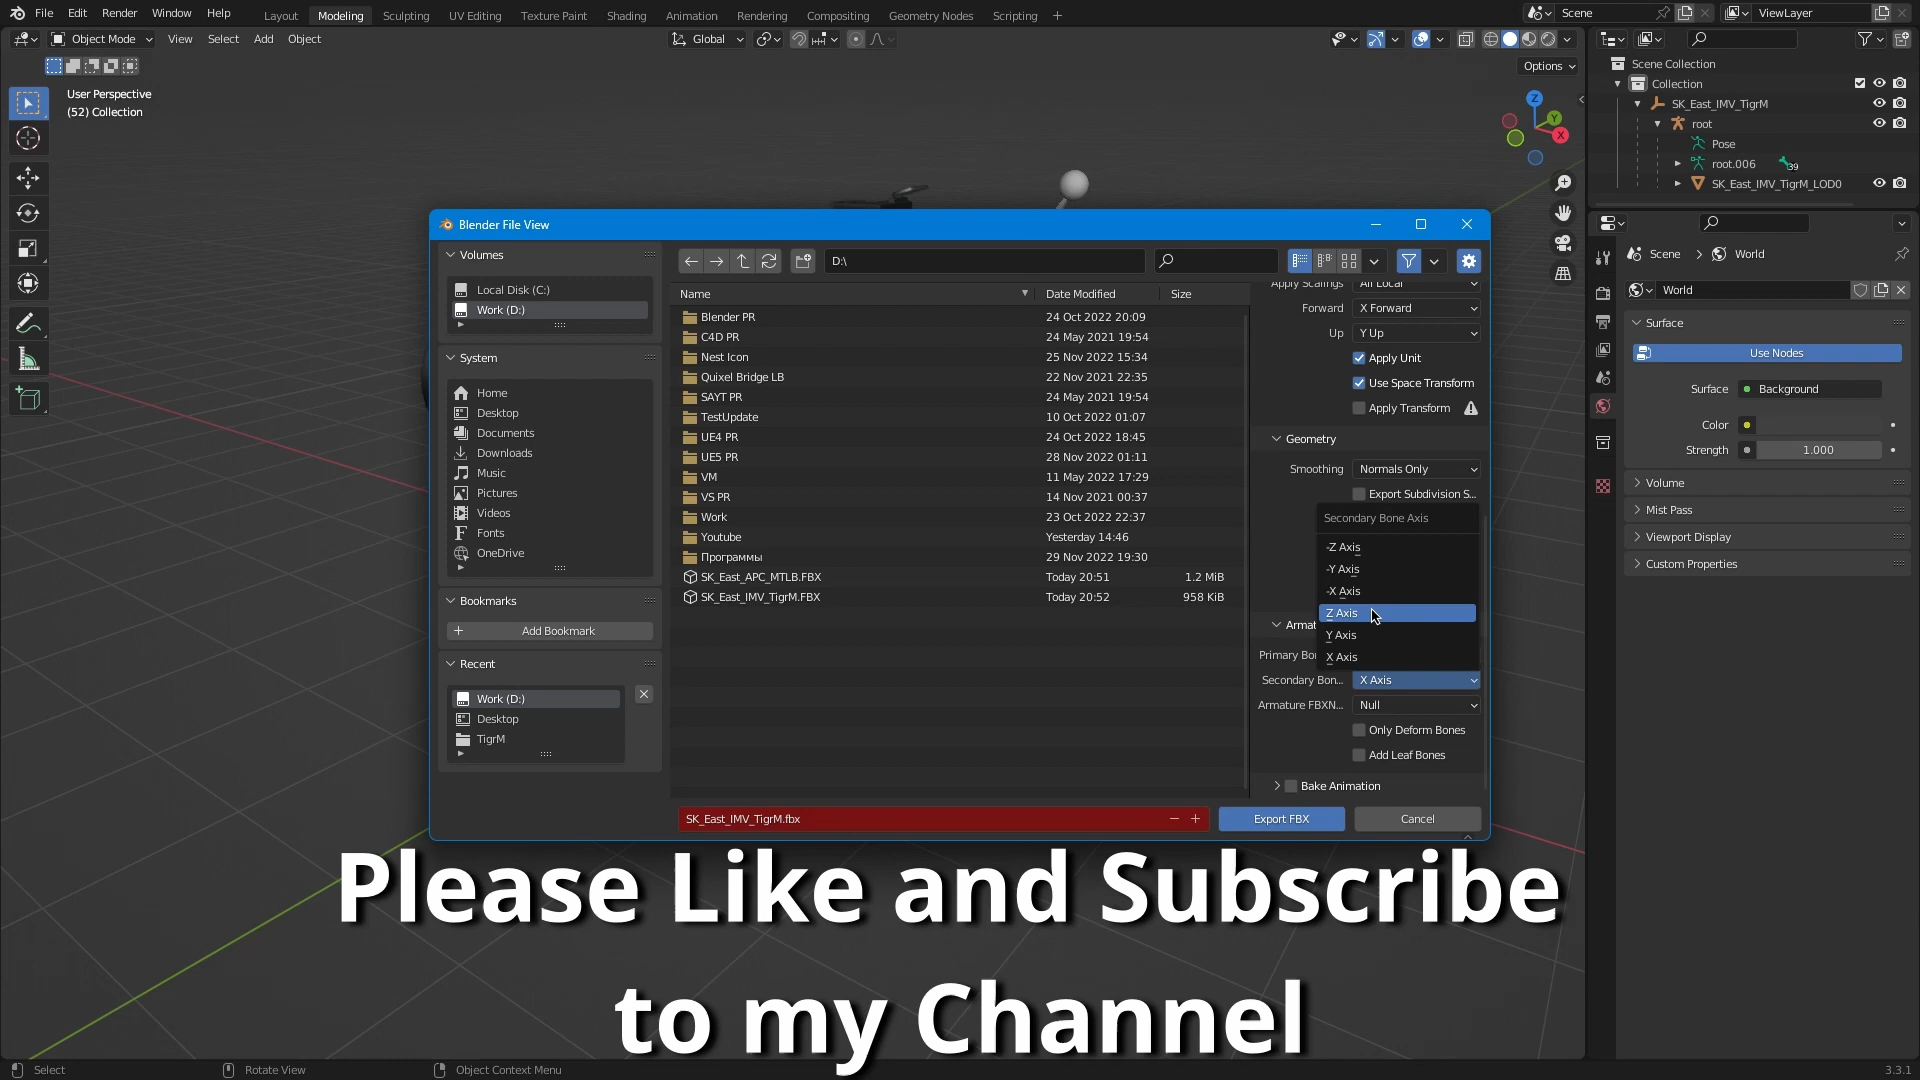 File Edit Render Window Help Layout Modeling Sculpting UV Editing Texture Paint Shading Animation Rendering Compositing Geometry Nodes Scripting + Scene ViewLayer
Object Mode View Select Add Object Global
Options
User Perspective
(52) Collection
Z
Y
X
Scene Collection
Collection
SK_East_IMV_TigrM
root
Pose
root.006 39
SK_East_IMV_TigrM_LOD0
Scene > World
World
Surface
Use Nodes
Surface Background
Color
Strength 1.000
Volume
Mist Pass
Viewport Display
Custom Properties
Blender File View
Volumes
Local Disk (C:)
Work (D:)
System
Home
Desktop
Documents
Downloads
Music
Pictures
Videos
Fonts
OneDrive
Bookmarks
+ Add Bookmark
Recent
Work (D:)
Desktop
TigrM
D:\
Name Date Modified Size
Blender PR 24 Oct 2022 20:09
C4D PR 24 May 2021 19:54
Nest Icon 25 Nov 2022 15:34
Quixel Bridge LB 22 Nov 2021 22:35
SAYT PR 24 May 2021 19:54
TestUpdate 10 Oct 2022 01:07
UE4 PR 24 Oct 2022 18:45
UE5 PR 28 Nov 2022 01:11
VM 11 May 2022 17:29
VS PR 14 Nov 2021 00:37
Work 23 Oct 2022 22:37
Youtube Yesterday 14:46
Программы 29 Nov 2022 19:30
SK_East_APC_MTLB.FBX Today 20:51 1.2 MiB
SK_East_IMV_TigrM.FBX Today 20:52 958 KiB
Apply Scalings All Local
Forward X Forward
Up Y Up
Apply Unit
Use Space Transform
Apply Transform
Geometry
Smoothing Normals Only
Export Subdivision S...
Secondary Bone Axis
-Z Axis
-Y Axis
-X Axis
Z Axis
Y Axis
X Axis
Armat
Primary Bo
Secondary Bon... X Axis
Armature FBXN... Null
Only Deform Bones
Add Leaf Bones
Bake Animation
SK_East_IMV_TigrM.fbx − + Export FBX Cancel
Please Like and Subscribe
to my Channel
Select Rotate View Object Context Menu 3.3.1